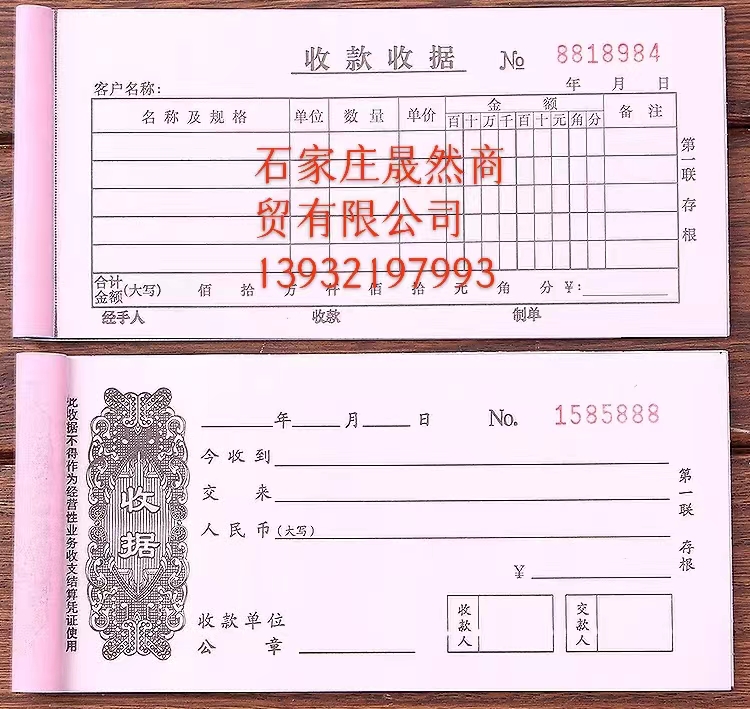 收款收据 № 8818984
客户名称： 年 月 日
名称及规格 单位 数量 单价 金额 备注
百 十 万 千 百 十 元 角 分
第一联 存根
石家庄晟然商
贸有限公司
13932197993
合计金额(大写) 佰 拾 万 仟 佰 拾 元 角 分 ¥:
经手人 收款 制单
此收据不得作为经营性业务收支结算凭证使用
收据
年 月 日 No. 1585888
今收到
交来
人民币(大写)
¥
第一联 存根
收款单位
公章
收款人 交款人